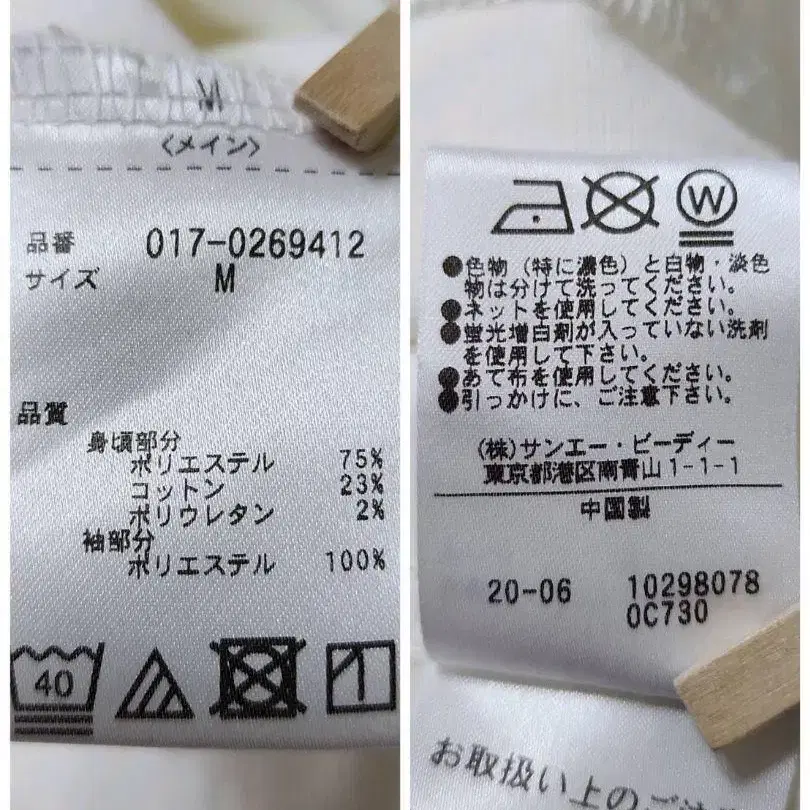 M
〈メイン〉
品番 017-0269412
サイズ M
品質
身頃部分
ポリエステル 75%
コットン 23%
ポリウレタン 2%
袖部分
ポリエステル 100%
40
W
●色物（特に濃色）と白物・淡色
物は分けて洗ってください。
●ネットを使用してください。
●蛍光増白剤が入っていない洗剤
を使用して下さい。
●あて布を使用してください。
●引っかけに、ご注意下さい。
(株)サンエー・ビーディー
東京都港区南青山1-1-1
中国製
20-06 10298078
0C730
お取扱い上のご